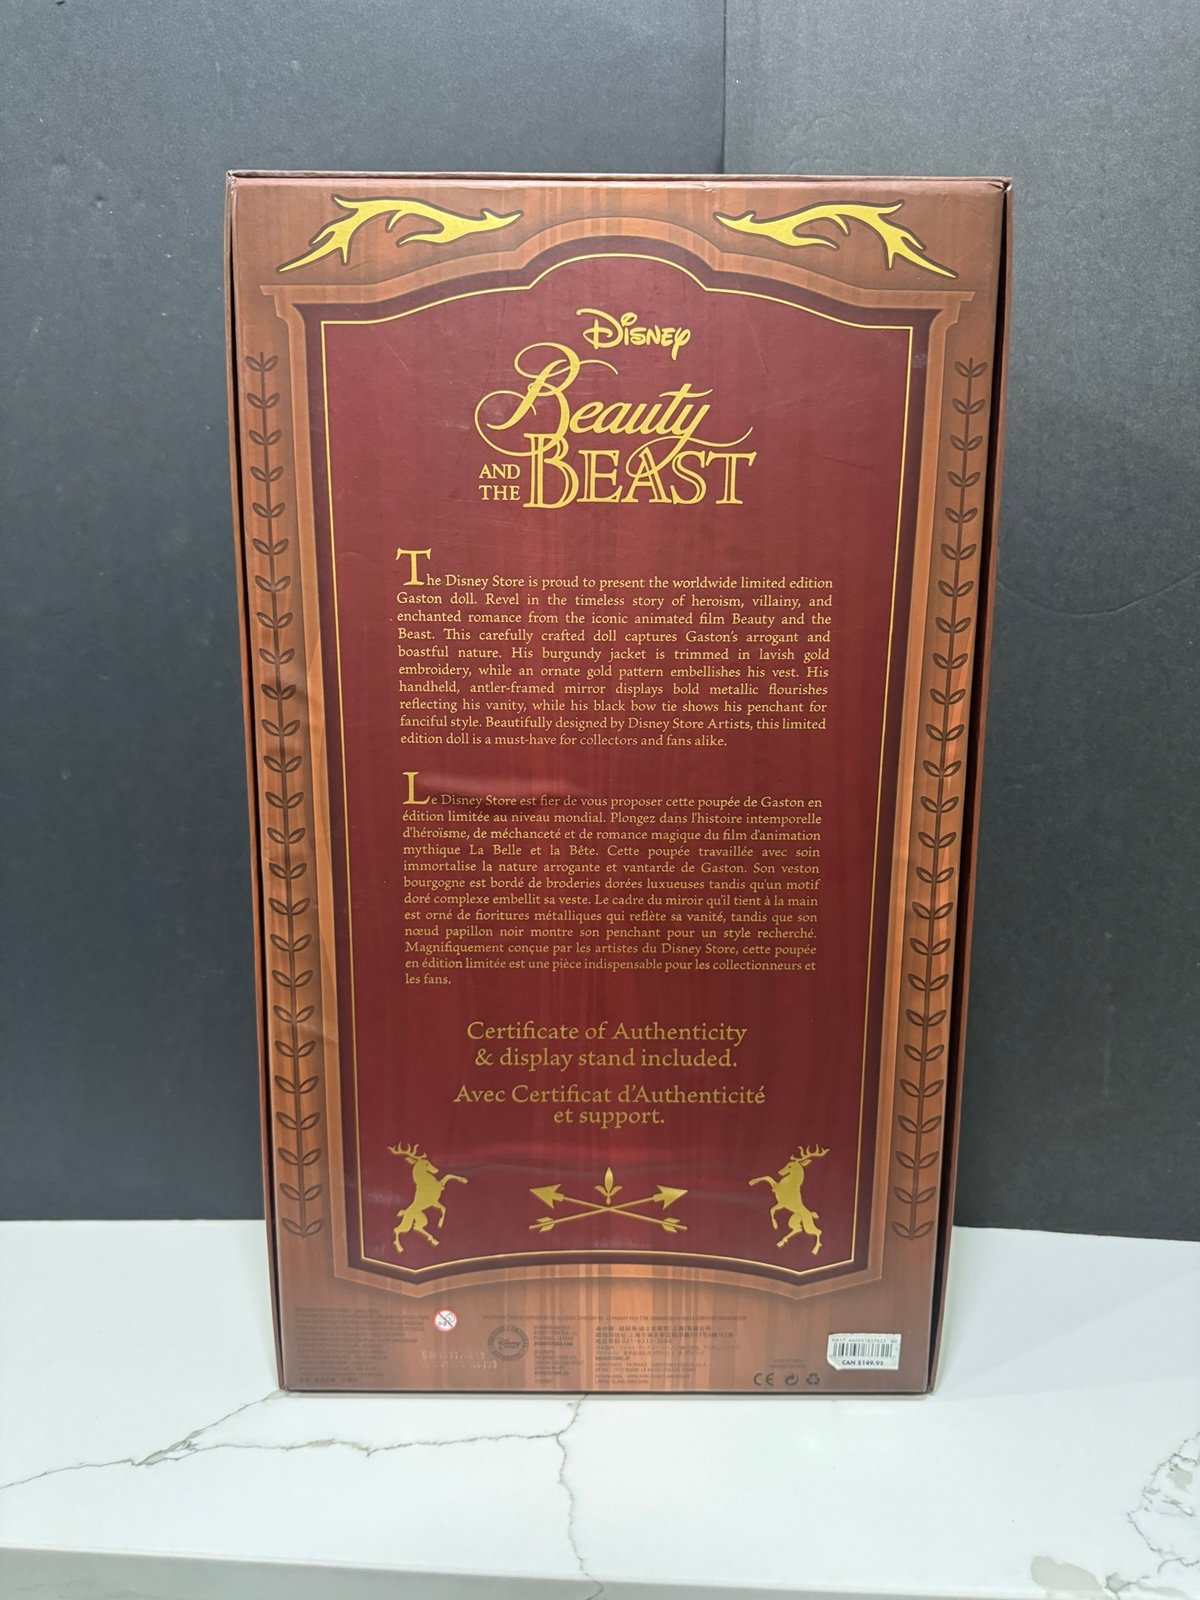 Disney
Beauty
AND
THE
BEAST
The Disney Store is proud to present the worldwide limited edition
Gaston doll. Revel in the timeless story of heroism, villainy, and
enchanted romance from the iconic animated film Beauty and the
Beast. This carefully crafted doll captures Gaston's arrogant and
boastful nature. His burgundy jacket is trimmed in lavish gold
embroidery, while an ornate gold pattern embellishes his vest. His
handheld, antler-framed mirror displays bold metallic flourishes
reflecting his vanity, while his black bow tie shows his penchant for
fanciful style. Beautifully designed by Disney Store Artists, this limited
edition doll is a must-have for collectors and fans alike.
Le Disney Store est fier de vous proposer cette poupée de Gaston en
édition limitée au niveau mondial. Plongez dans l'histoire intemporelle
d'héroïsme, de méchanceté et de romance magique du film d'animation
mythique La Belle et la Bête. Cette poupée travaillée avec soin
immortalise la nature arrogante et vantarde de Gaston. Son veston
bourgogne est bordé de broderies dorées luxueuses tandis qu'un motif
doré complexe embellit sa veste. Le cadre du miroir qu'il tient à la main
est orné de fioritures métalliques qui reflète sa vanité, tandis que son
nœud papillon noir montre son penchant pour un style recherché.
Magnifiquement conçue par les artistes du Disney Store, cette poupée
en édition limitée est une pièce indispensable pour les collectionneurs et
les fans.
Certificate of Authenticity
& display stand included.
Avec Certificat d'Authenticité
et support.
CAN $149.95
CE